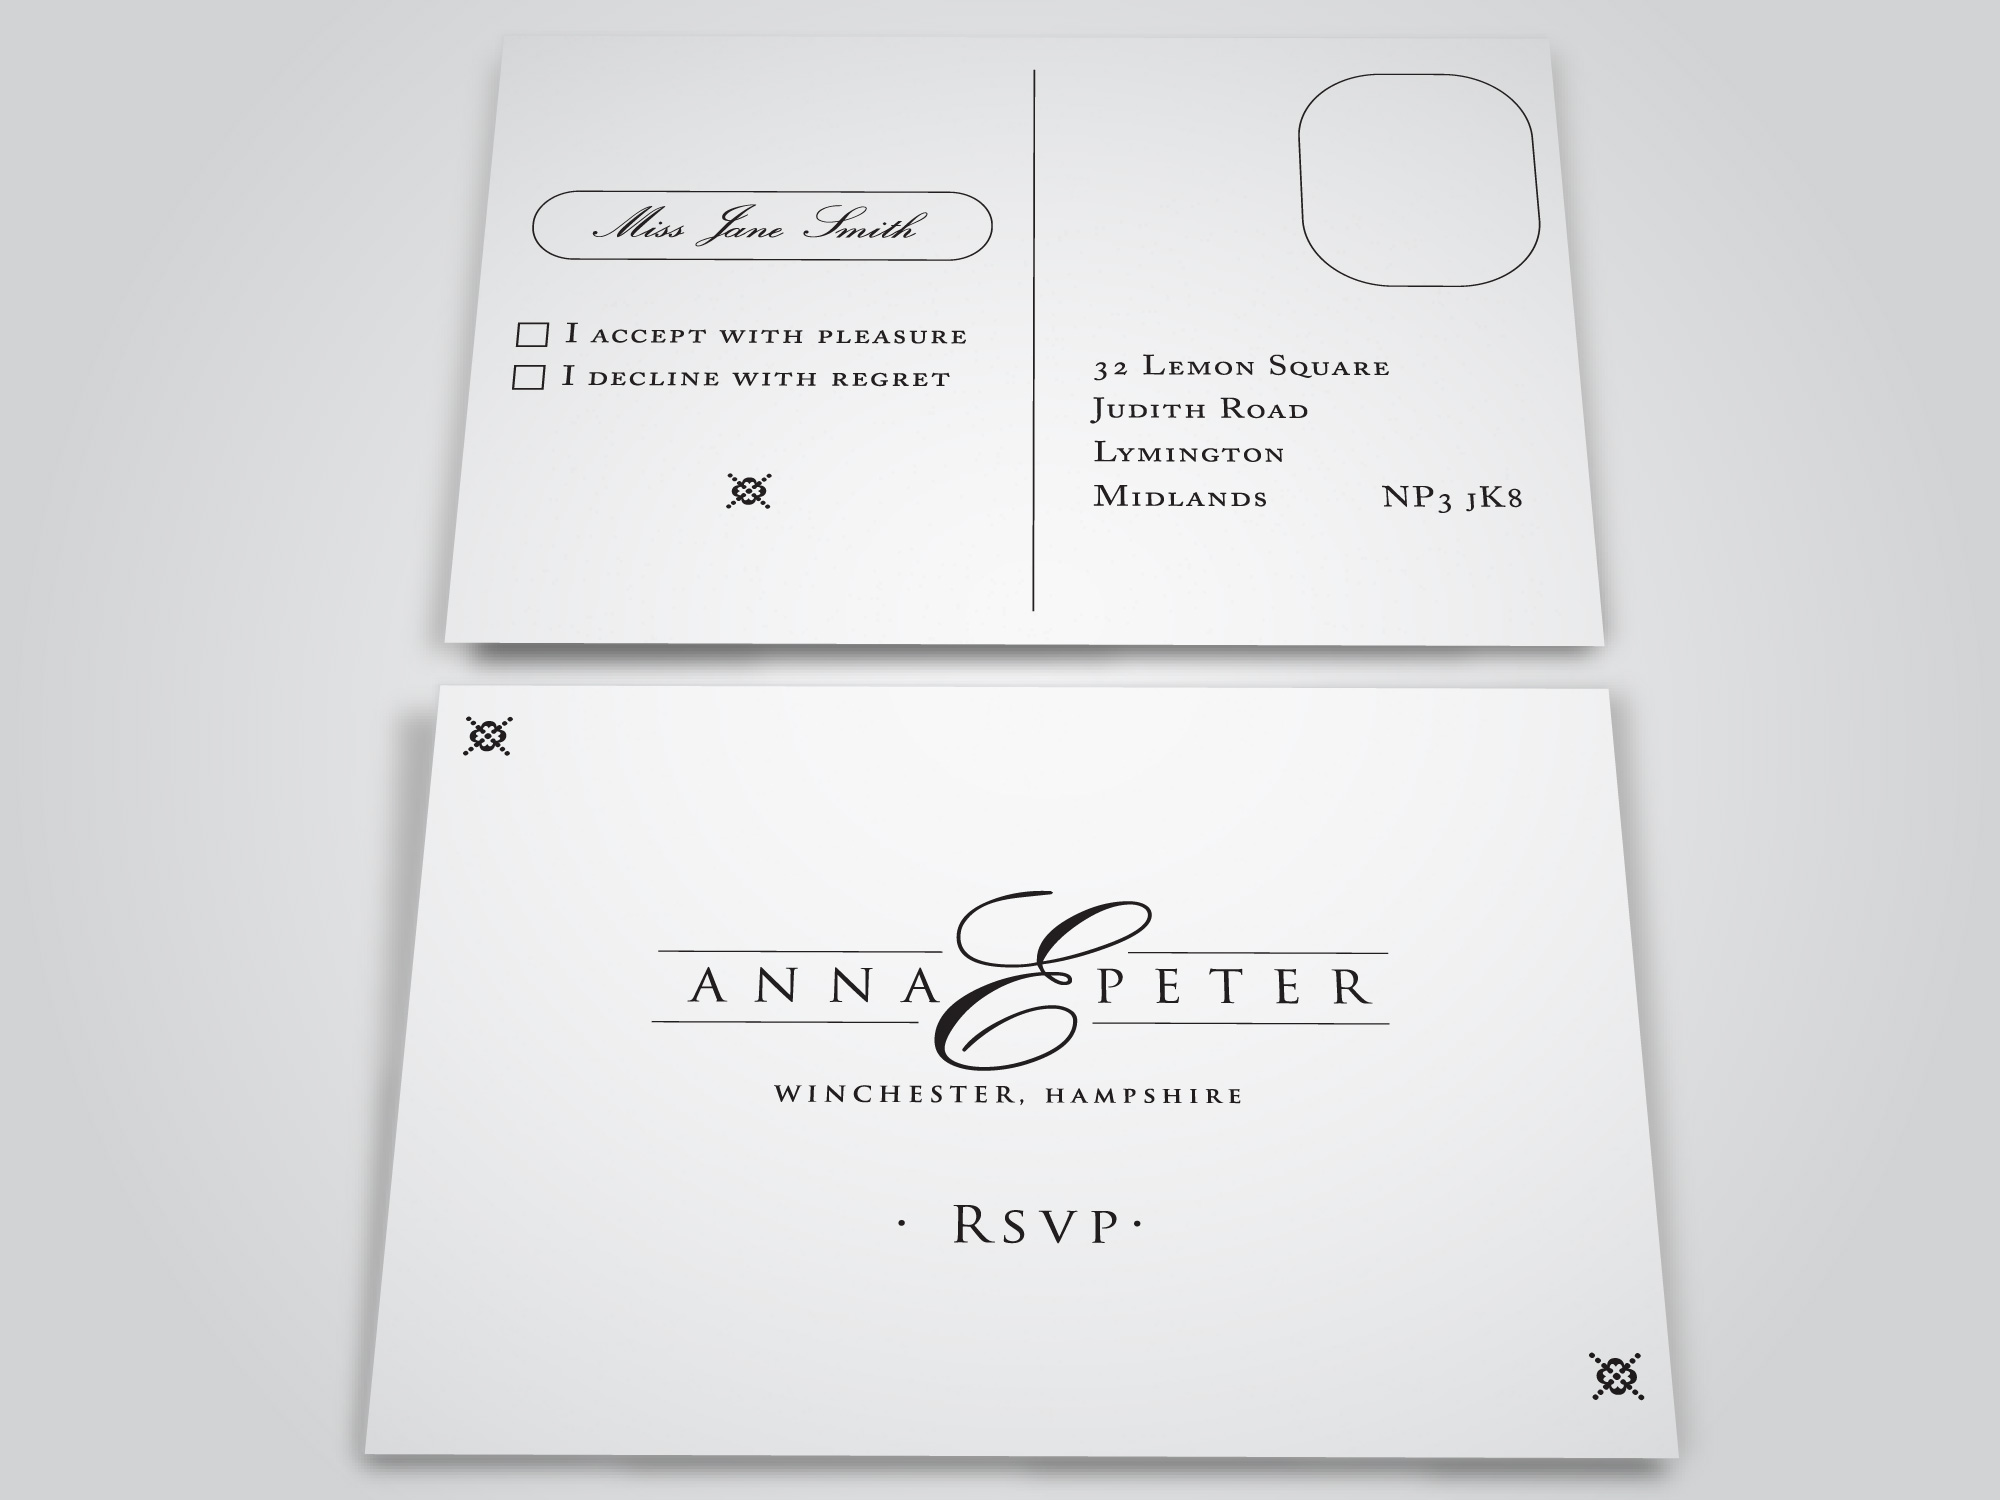 Miss Jane Smith
I accept with pleasure
I decline with regret
32 Lemon Square
Judith Road
Lymington
Midlands NP3 JK8
ANNA & PETER
WINCHESTER, HAMPSHIRE
· RSVP·